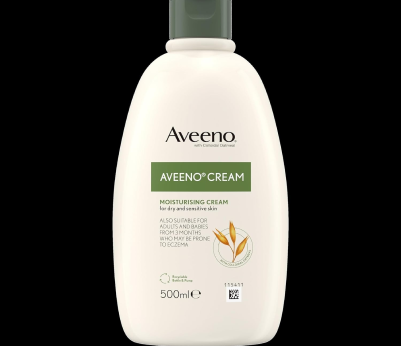 Aveeno
AVEENO® CREAM
MOISTURISING CREAM
for dry and sensitive skin
ALSO SUITABLE FOR
ADULTS AND BABIES
FROM 3 MONTHS
WHO MAY BE PRONE
TO ECZEMA
500ml℮